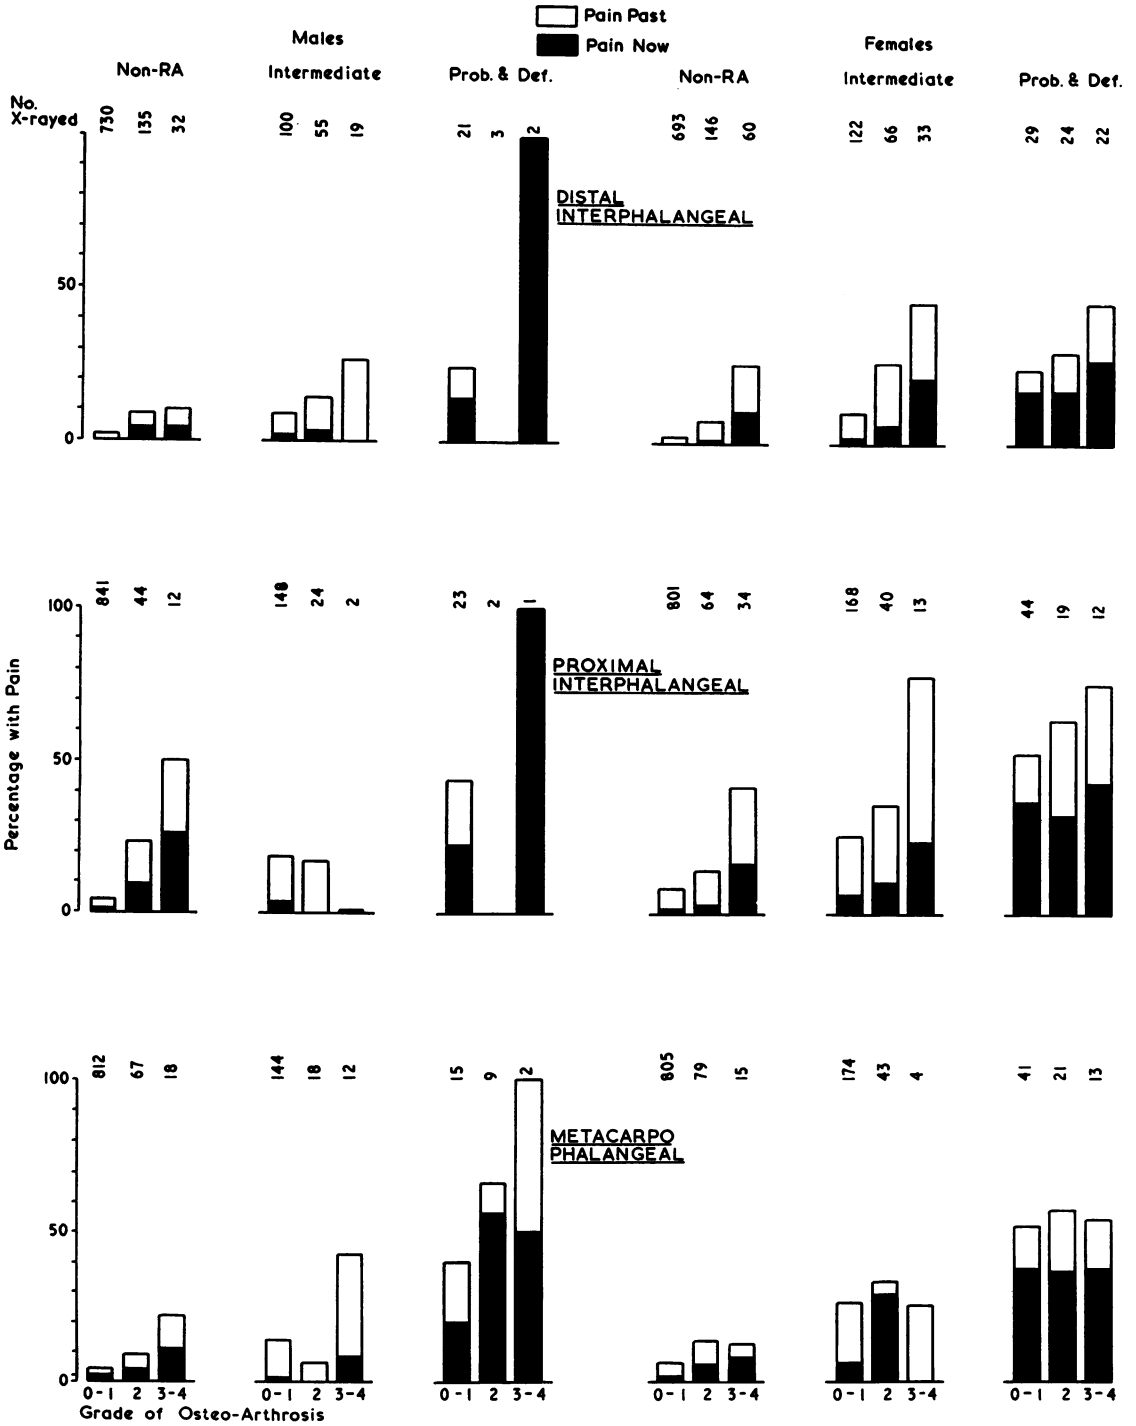 Pain Past
Pain Now
Males
Females
Non-RA
Intermediate
Prob. & Def.
Non-RA
Intermediate
Prob. & Def.
No.
X-rayed
730 135 32 100 55 19 21 3 2 693 146 60 122 66 33 29 24 22
DISTAL
INTERPHALANGEAL
50
0
841 44 12 148 24 2 23 2 1 801 64 34 168 40 13 44 19 12
100
PROXIMAL
INTERPHALANGEAL
Percentage with Pain
50
0
812 67 18 144 18 12 15 9 2 805 79 15 174 43 4 41 21 13
100
METACARPO
PHALANGEAL
50
0
0-1 2 3-4 0-1 2 3-4 0-1 2 3-4 0-1 2 3-4 0-1 2 3-4 0-1 2 3-4
Grade of Osteo-Arthrosis